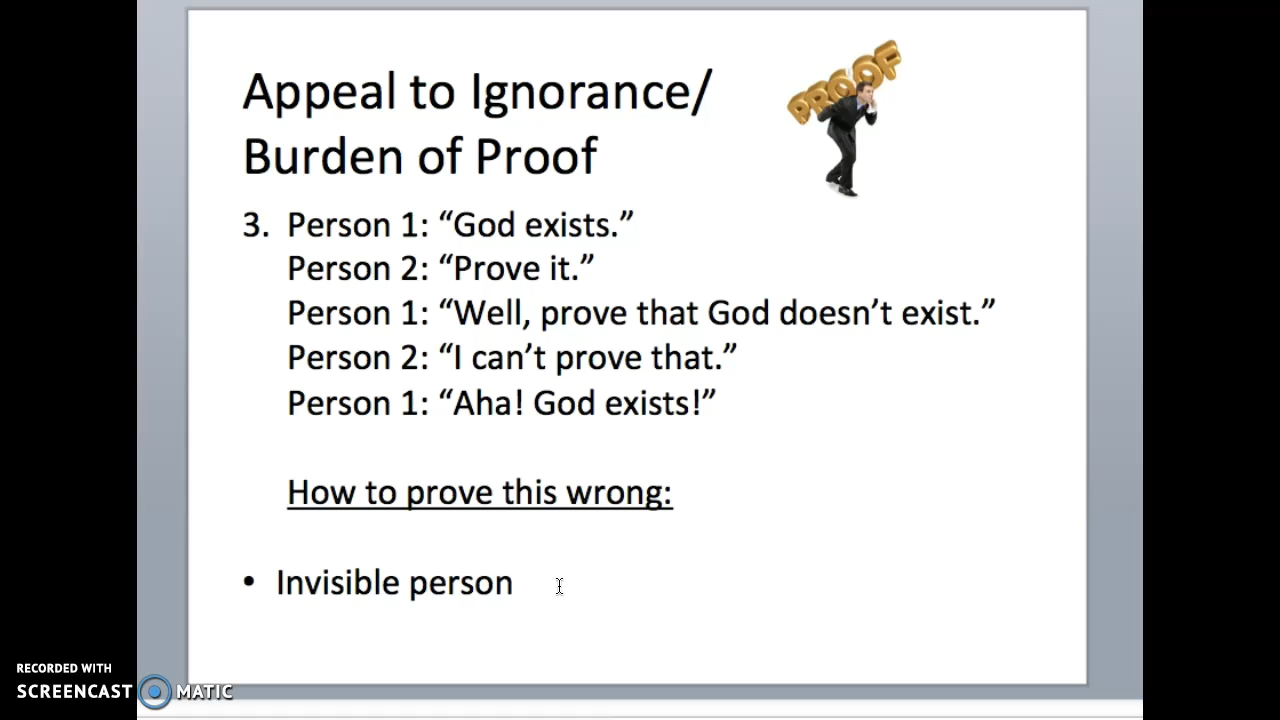 Appeal to Ignorance/
Burden of Proof
PROOF
3. Person 1: “God exists.”
Person 2: “Prove it.”
Person 1: “Well, prove that God doesn’t exist.”
Person 2: “I can’t prove that.”
Person 1: “Aha! God exists!”
How to prove this wrong:
• Invisible person
RECORDED WITH
SCREENCAST MATIC